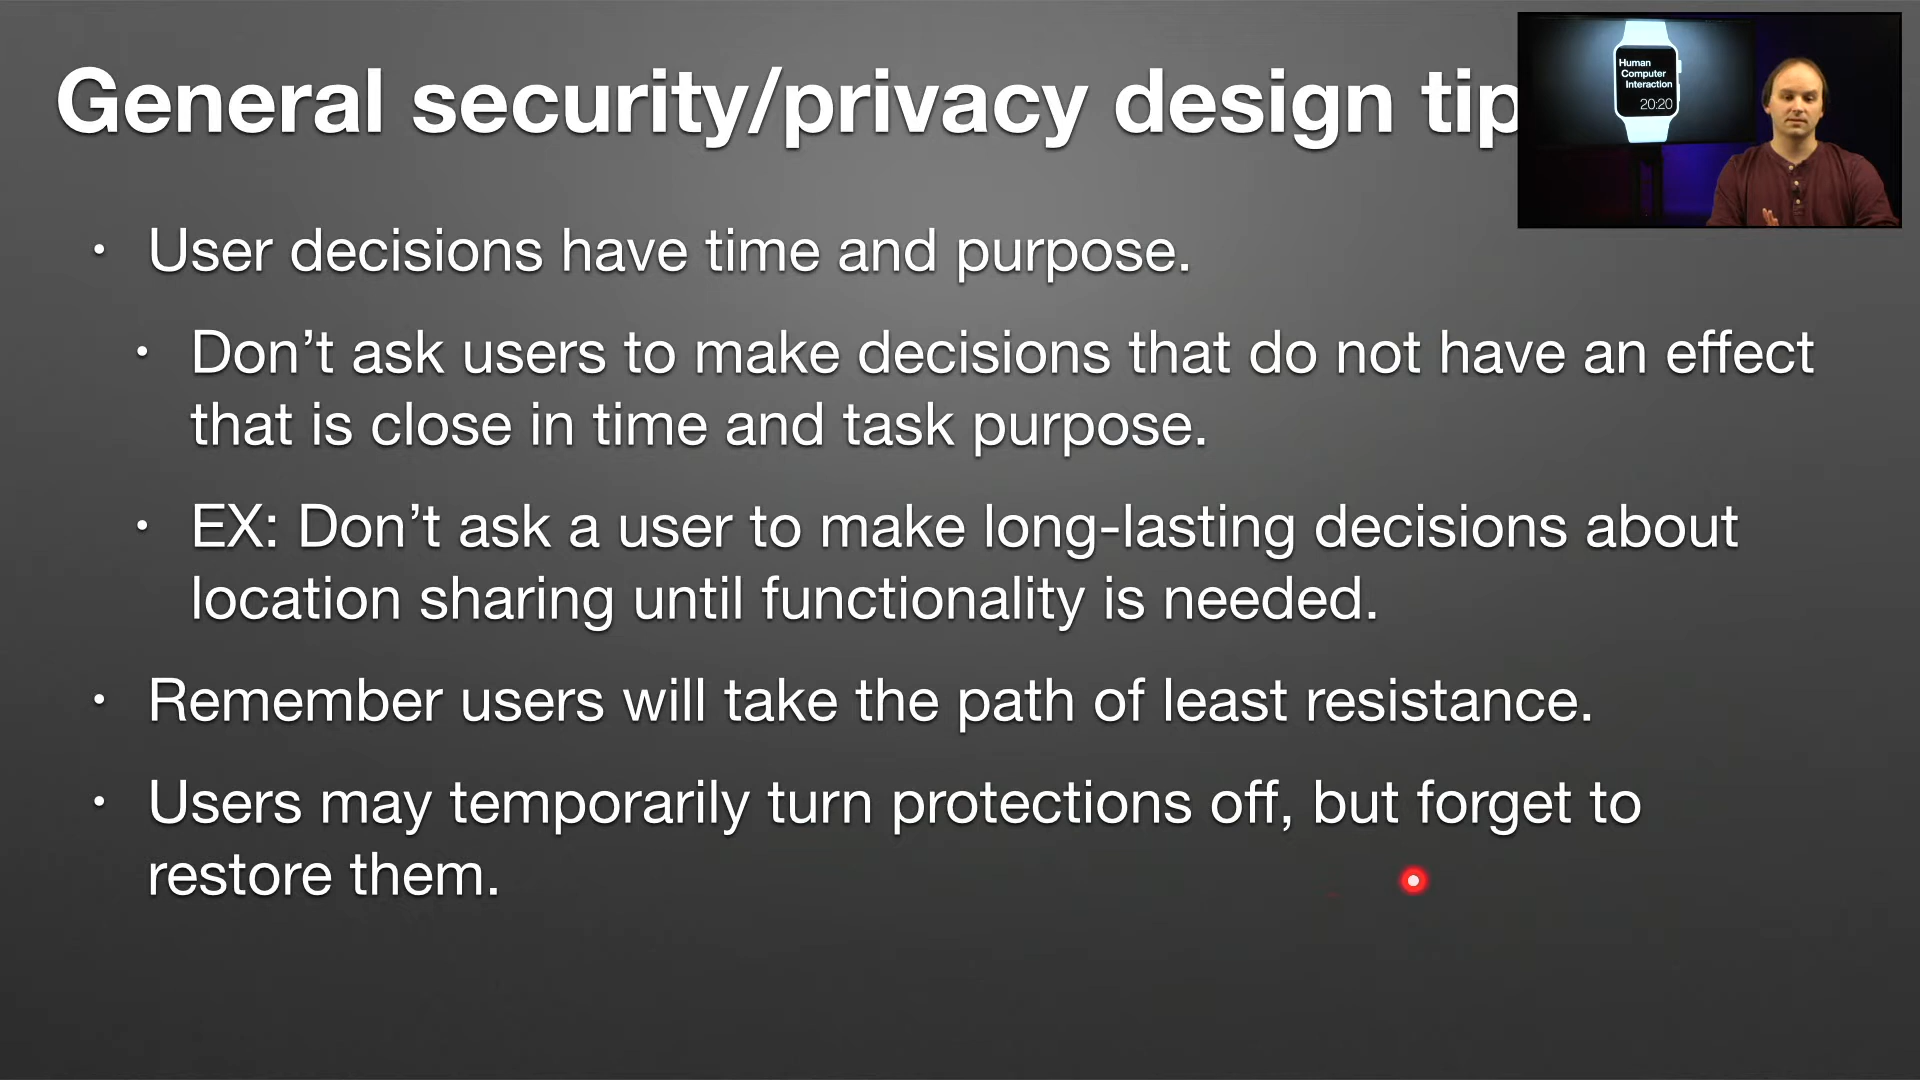 General security/privacy design tip
Human
Computer
Interaction
20:20
• User decisions have time and purpose.
• Don’t ask users to make decisions that do not have an effect
that is close in time and task purpose.
• EX: Don’t ask a user to make long-lasting decisions about
location sharing until functionality is needed.
• Remember users will take the path of least resistance.
• Users may temporarily turn protections off, but forget to
restore them.